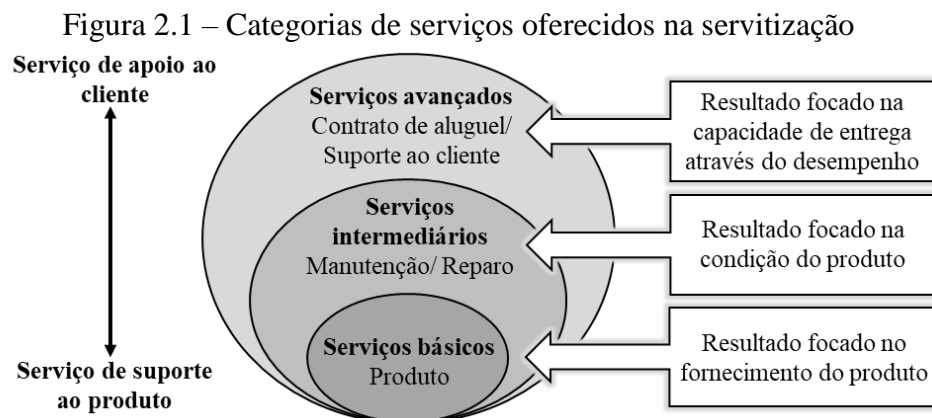 Figura 2.1 – Categorias de serviços oferecidos na servitização
Serviço de apoio ao
cliente
Serviços avançados
Contrato de aluguel/
Suporte ao cliente
Resultado focado na
capacidade de entrega
através do desempenho
Serviços
intermediários
Manutenção/ Reparo
Resultado focado na
condição do produto
Serviços básicos
Produto
Resultado focado no
fornecimento do produto
Serviço de suporte
ao produto